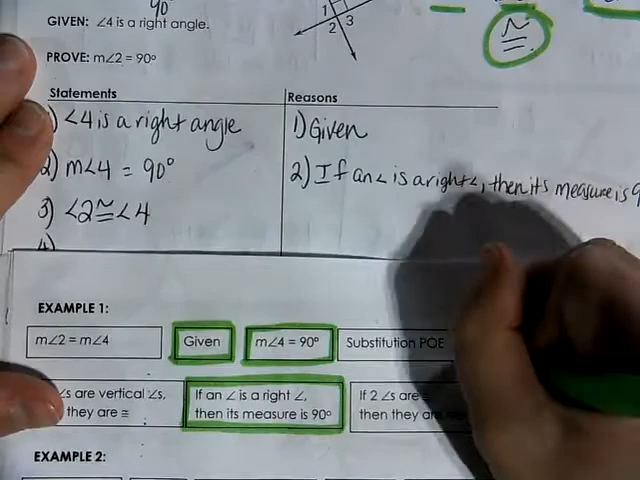 90
GIVEN: ∠4 is a right angle.
1
2 3
≅
PROVE: m∠2 = 90°
Statements Reasons
) ∠4 is a right angle 1) Given
2) m∠4 = 90° 2) If an ∠ is a right ∠, then its measure is 9
3) ∠2 ≅ ∠4
4)
EXAMPLE 1:
m∠2 = m∠4 Given m∠4 = 90° Substitution POE
∠s are vertical ∠s, If an ∠ is a right ∠, If 2 ∠s are
they are ≅ then its measure is 90° then they
EXAMPLE 2: